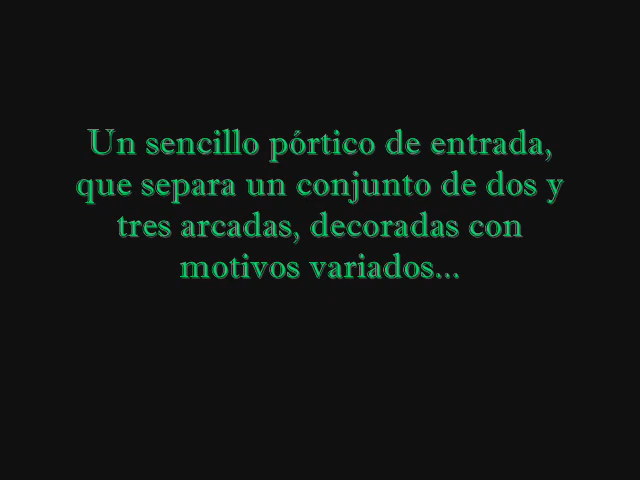 Un sencillo pórtico de entrada,
que separa un conjunto de dos y
tres arcadas, decoradas con
motivos variados...